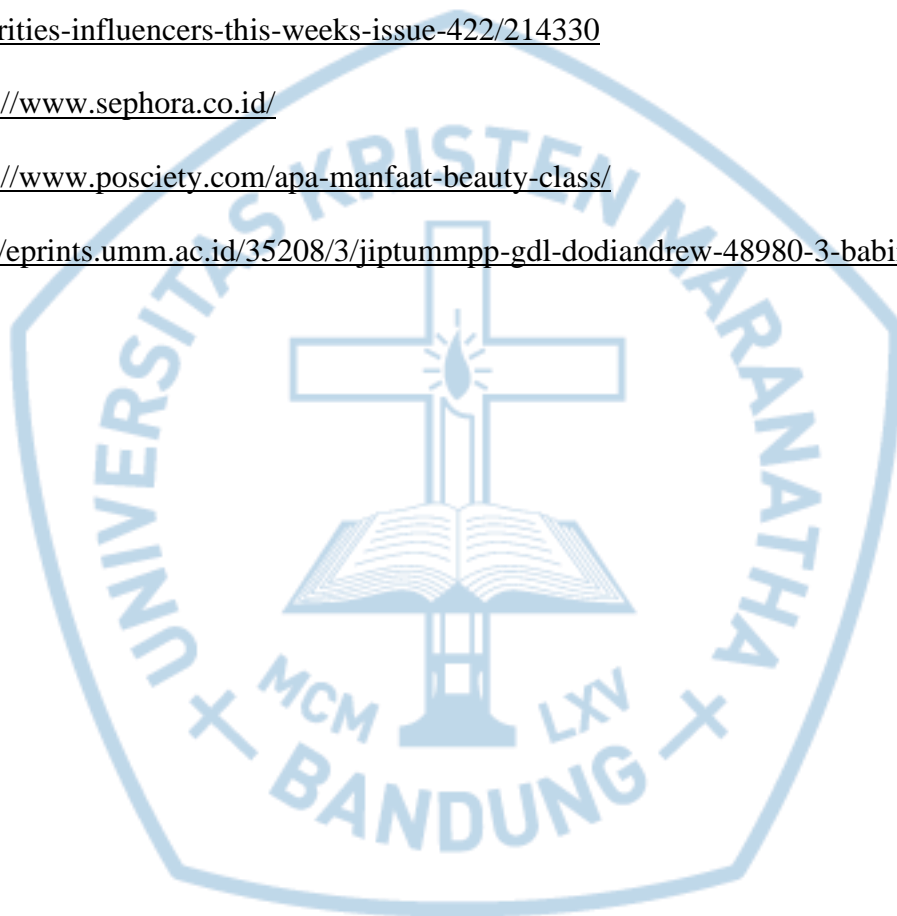 rities-influencers-this-weeks-issue-422/214330
://www.sephora.co.id/
://www.posciety.com/apa-manfaat-beauty-class/
/eprints.umm.ac.id/35208/3/jiptummpp-gdl-dodiandrew-48980-3-babi
UNIVERSITAS KRISTEN MARANATHA
MCM LXV
BANDUNG